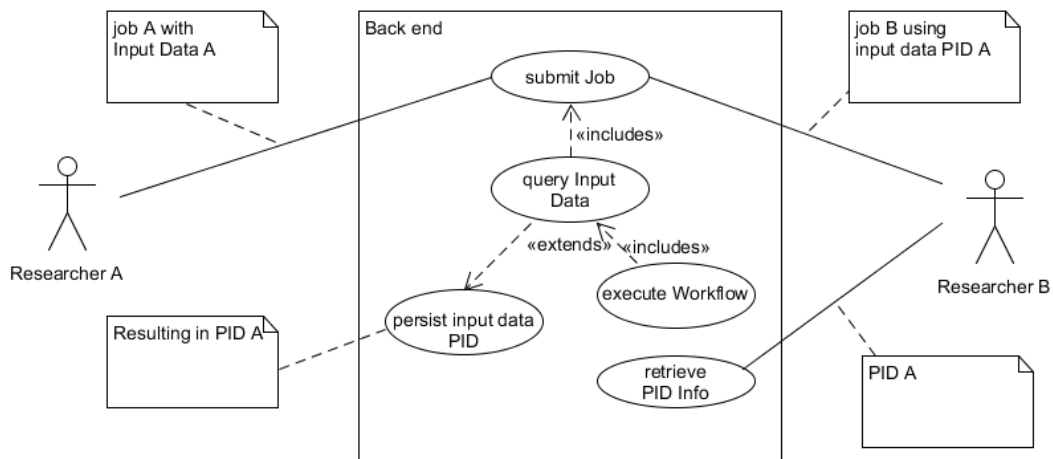 job A with
Input Data A
Back end
job B using
input data PID A
submit Job
«includes»
query Input
Data
«extends»
«includes»
Researcher A
Researcher B
execute Workflow
Resulting in PID A
persist input data
PID
retrieve
PID Info
PID A